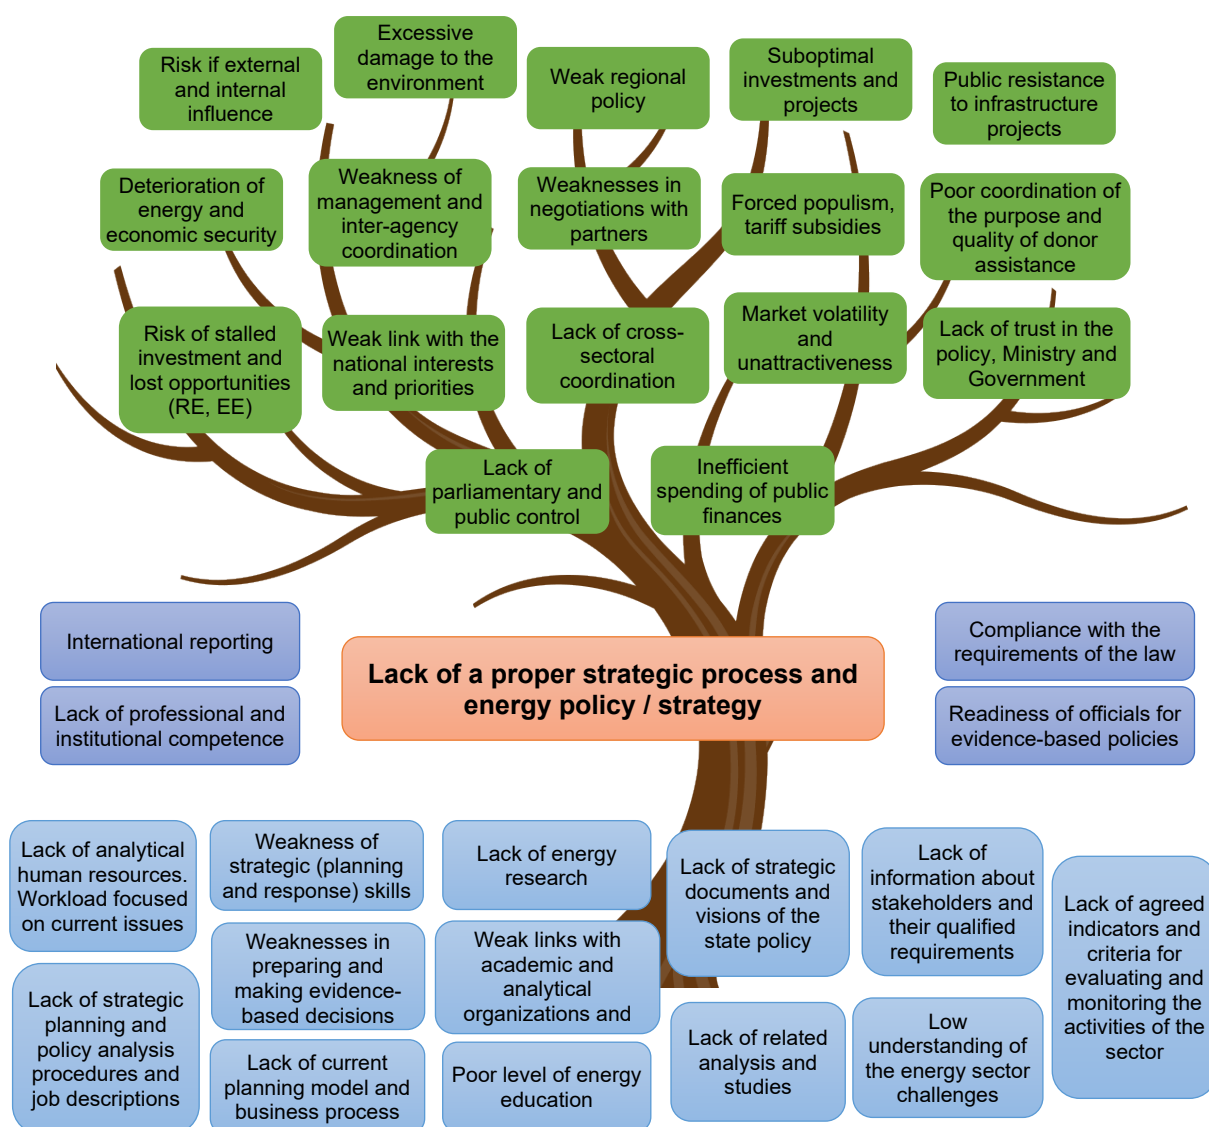 Risk if external
and internal
influence
Excessive
damage to the
environment
Weak regional
policy
Suboptimal
investments and
projects
Public resistance
to infrastructure
projects
Deterioration of
energy and
economic security
Weakness of
management and
inter-agency
coordination
Weaknesses in
negotiations with
partners
Forced populism,
tariff subsidies
Poor coordination of
the purpose and
quality of donor
assistance
Risk of stalled
investment and
lost opportunities
(RE, EE)
Weak link with the
national interests
and priorities
Lack of cross-
sectoral
coordination
Market volatility
and
unattractiveness
Lack of trust in the
policy, Ministry and
Government
Lack of
parliamentary and
public control
Inefficient
spending of public
finances
International reporting
Lack of professional and
institutional competence
Lack of a proper strategic process and
energy policy / strategy
Compliance with the
requirements of the law
Readiness of officials for
evidence-based policies
Lack of analytical
human resources.
Workload focused
on current issues
Weakness of
strategic (planning
and response) skills
Lack of energy
research
Lack of strategic
documents and
visions of the
state policy
Lack of
information about
stakeholders and
their qualified
requirements
Lack of agreed
indicators and
criteria for
evaluating and
monitoring the
activities of the
sector
Lack of strategic
planning and
policy analysis
procedures and
job descriptions
Weaknesses in
preparing and
making evidence-
based decisions
Weak links with
academic and
analytical
organizations and
Lack of related
analysis and
studies
Low
understanding of
the energy sector
challenges
Lack of current
planning model and
business process
Poor level of energy
education